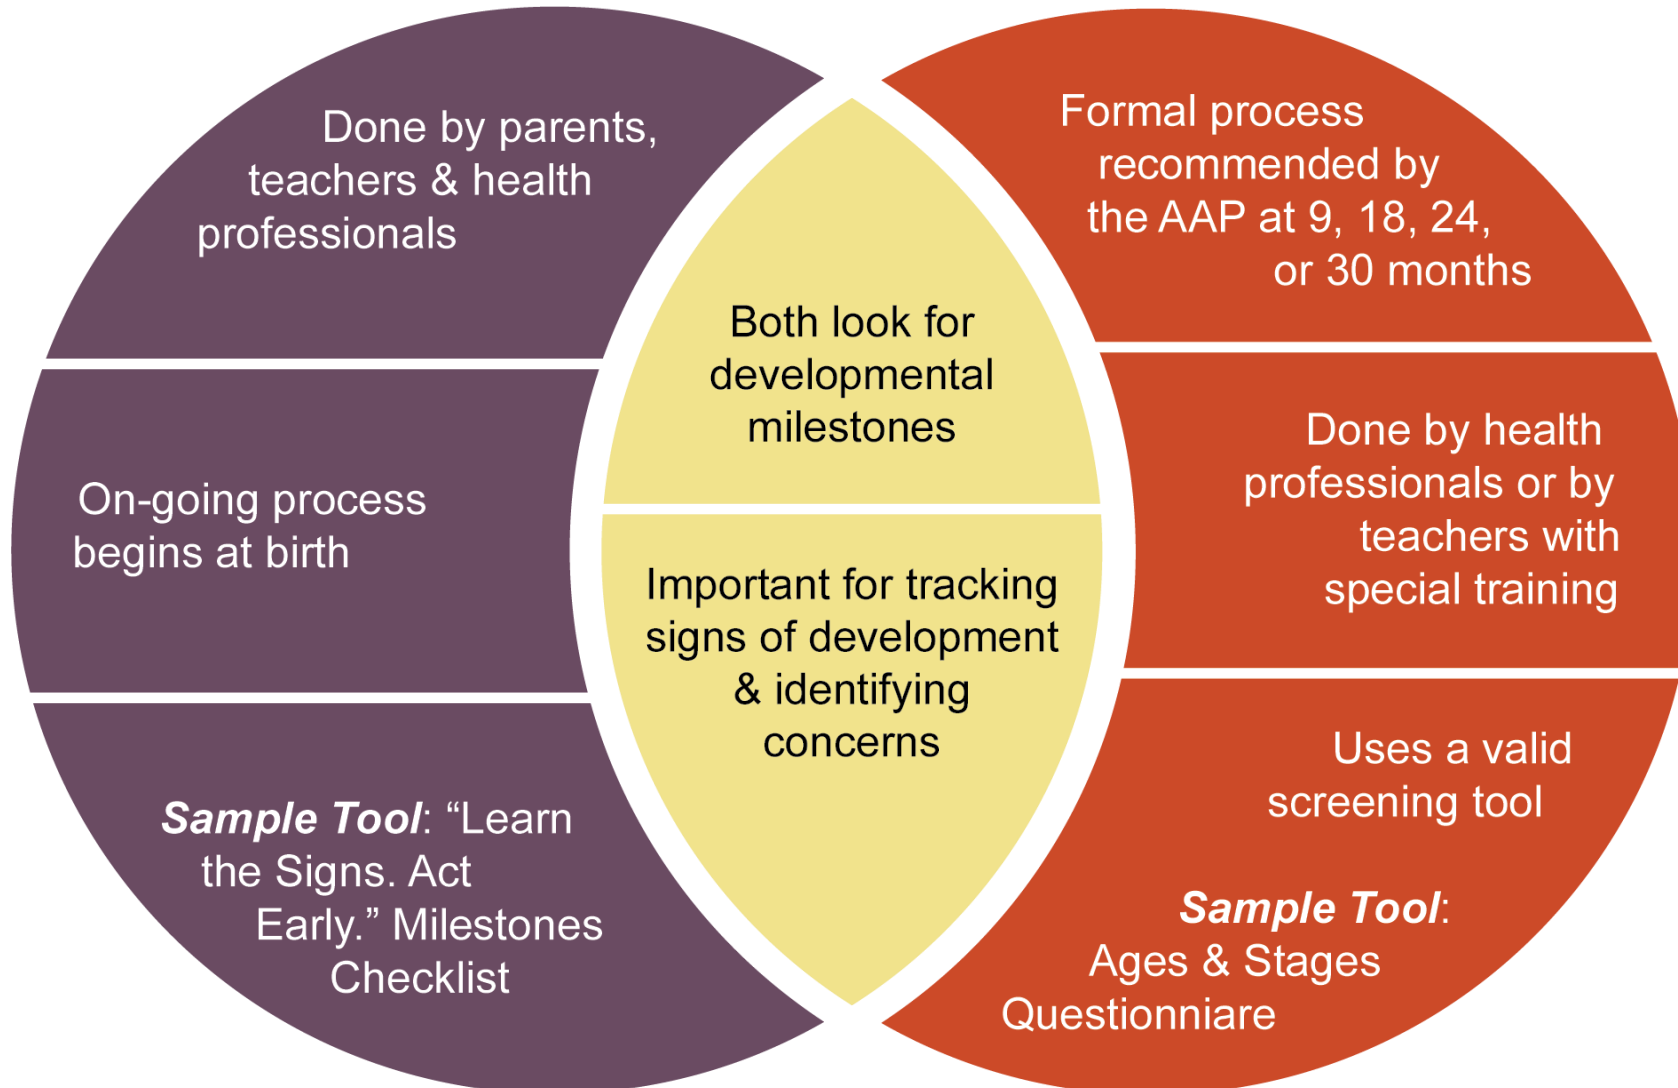 Done by parents,
teachers & health
professionals
On-going process
begins at birth
Sample Tool: “Learn
the Signs. Act
Early.” Milestones
Checklist
Both look for
developmental
milestones
Important for tracking
signs of development
& identifying
concerns
Formal process
recommended by
the AAP at 9, 18, 24,
or 30 months
Done by health
professionals or by
teachers with
special training
Uses a valid
screening tool
Sample Tool:
Ages & Stages
Questionniare